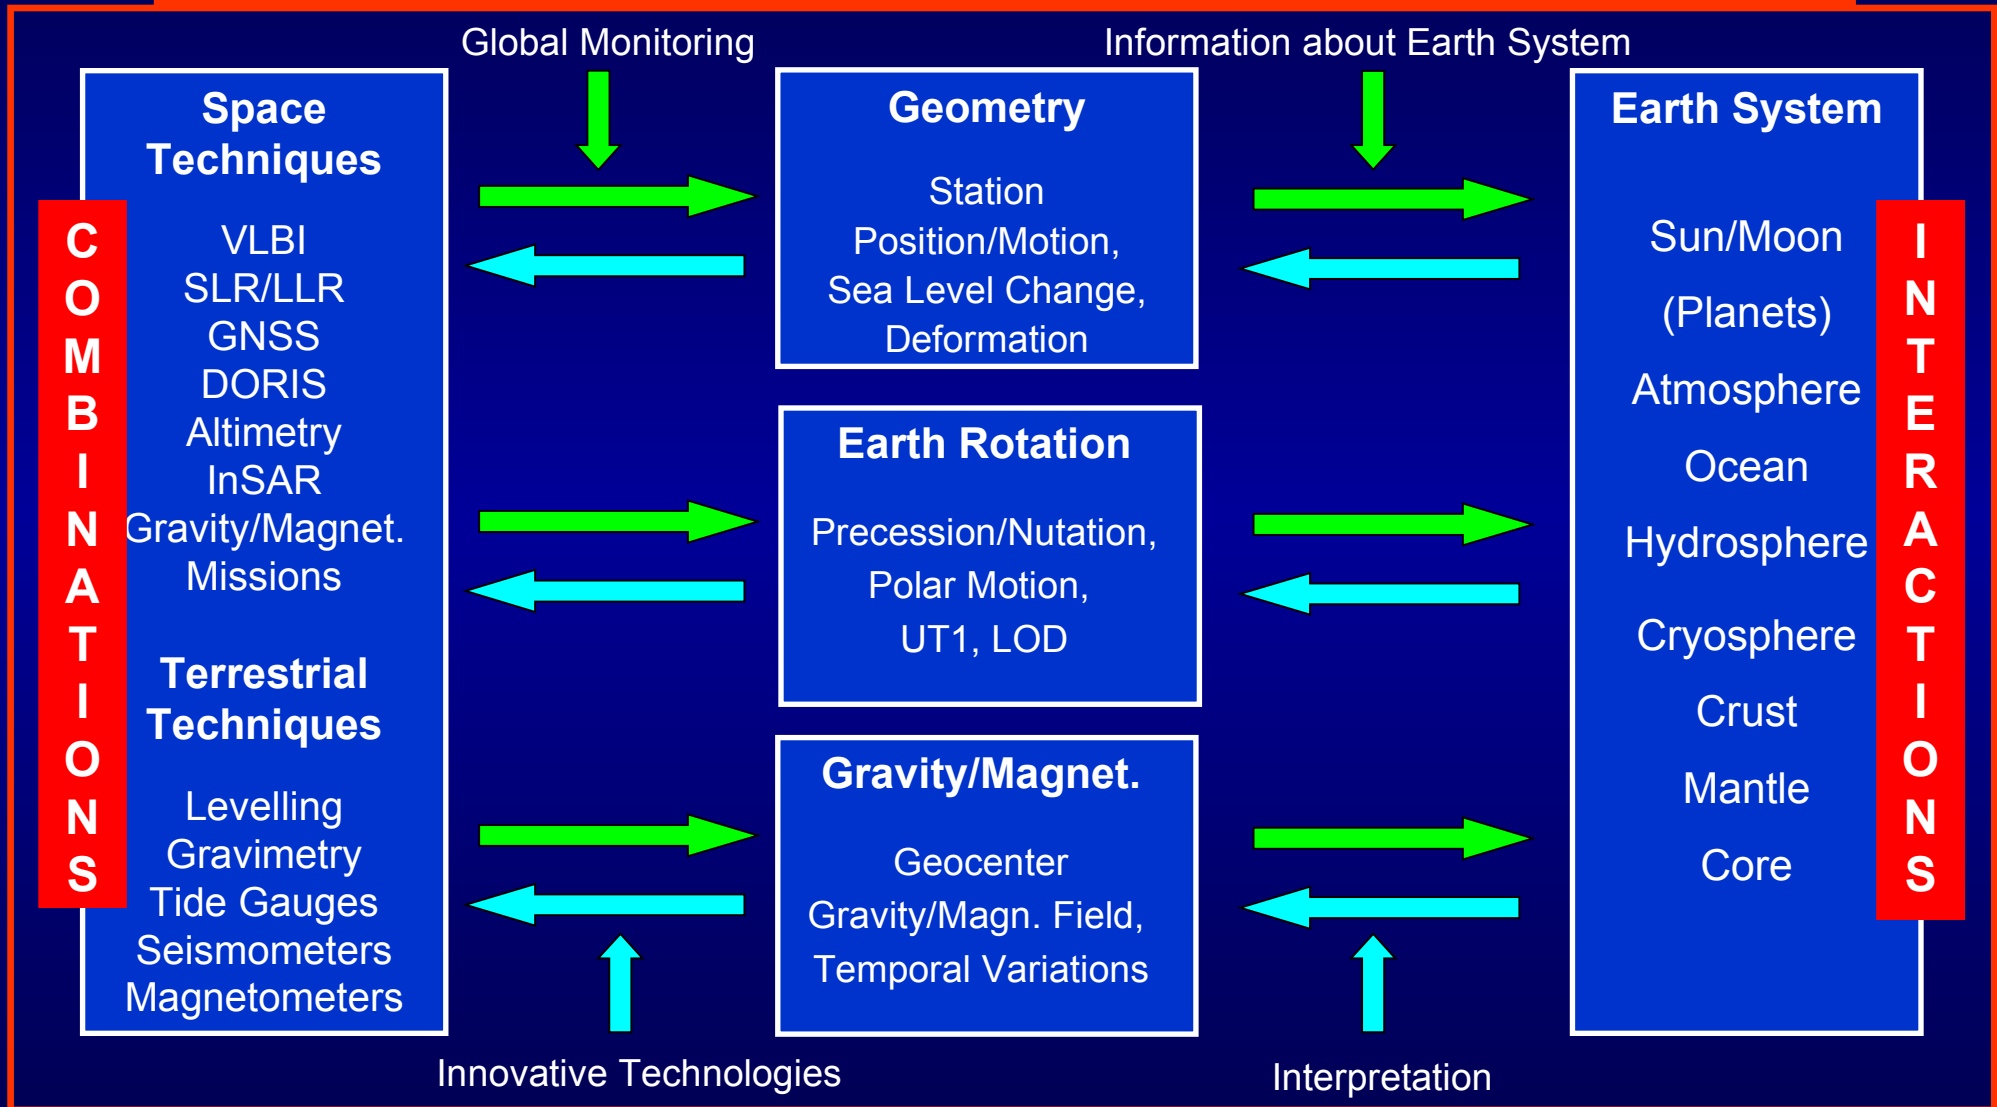 Global Monitoring
Information about Earth System
COMBINATIONS
Space
Techniques
VLBI
SLR/LLR
GNSS
DORIS
Altimetry
InSAR
Gravity/Magnet.
Missions
Terrestrial
Techniques
Levelling
Gravimetry
Tide Gauges
Seismometers
Magnetometers
Geometry
Station
Position/Motion,
Sea Level Change,
Deformation
Earth Rotation
Precession/Nutation,
Polar Motion,
UT1, LOD
Gravity/Magnet.
Geocenter
Gravity/Magn. Field,
Temporal Variations
Earth System
Sun/Moon
(Planets)
Atmosphere
Ocean
Hydrosphere
Cryosphere
Crust
Mantle
Core
INTERACTIONS
Innovative Technologies
Interpretation